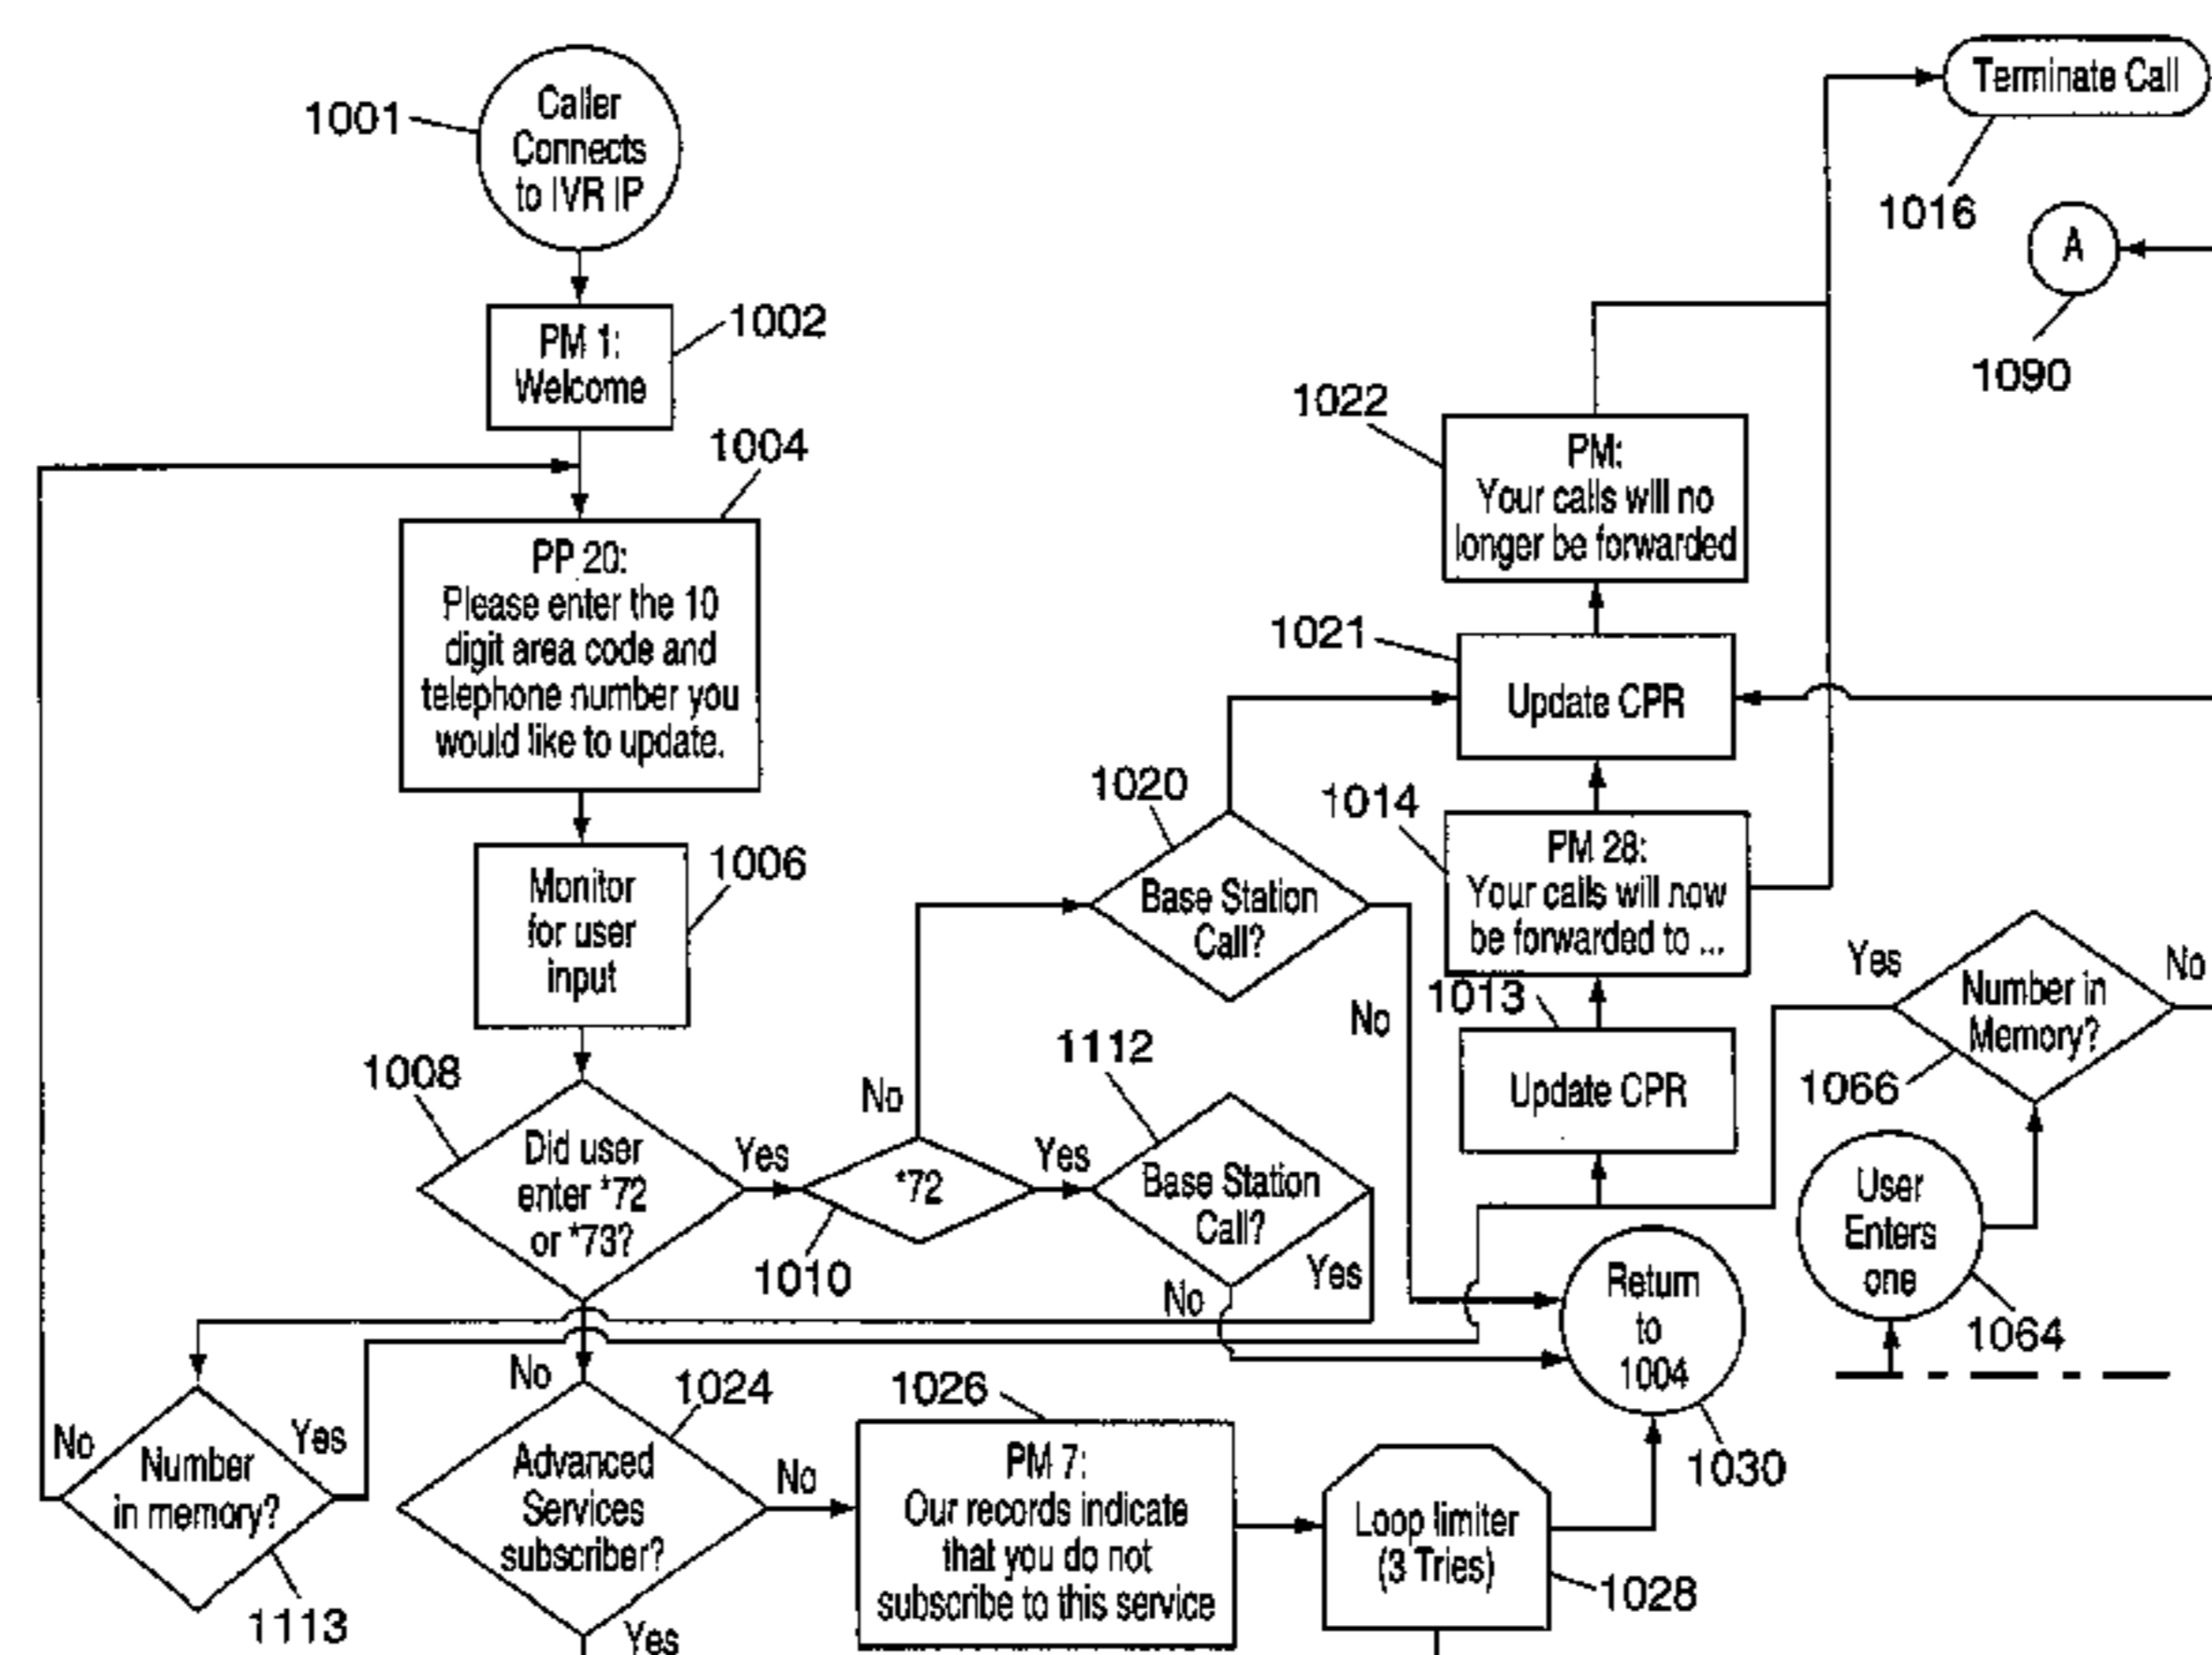 Caller
Connects
to IVR IP
1001
PM 1:
Welcome
1002
1004
PP 20:
Please enter the 10
digit area code and
telephone number you
would like to update.
Monitor
for user
input
1006
1008
Did user
enter *72
or *73?
Yes
No
*72
1010
No
Yes
1020
Base Station
Call?
No
1112
Base Station
Call?
Yes
No
Terminate Call
1016
A
1090
1022
PM:
Your calls will no
longer be forwarded
1021
Update CPR
1014
PM 28:
Your calls will now
be forwarded to ...
1013
Update CPR
Yes
Number in
Memory?
No
1066
User
Enters
one
1064
Return
to
1004
1030
No
Number
in memory?
Yes
1113
1024
Advanced
Services
subscriber?
No
Yes
1026
PM 7:
Our records indicate
that you do not
subscribe to this service
Loop limiter
(3 Tries)
1028